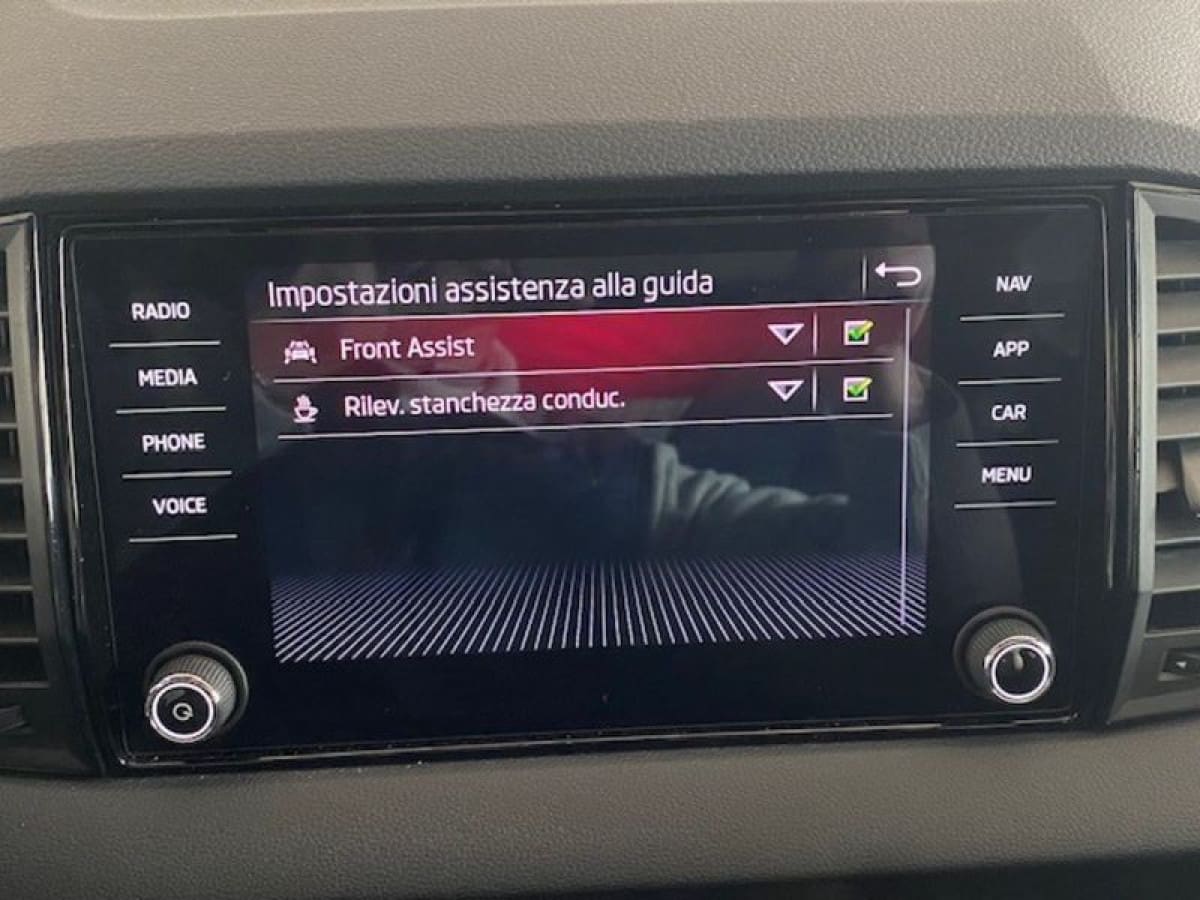 Impostazioni assistenza alla guida
Front Assist
Rilev. stanchezza conduc.
RADIO
MEDIA
PHONE
VOICE
NAV
APP
CAR
MENU